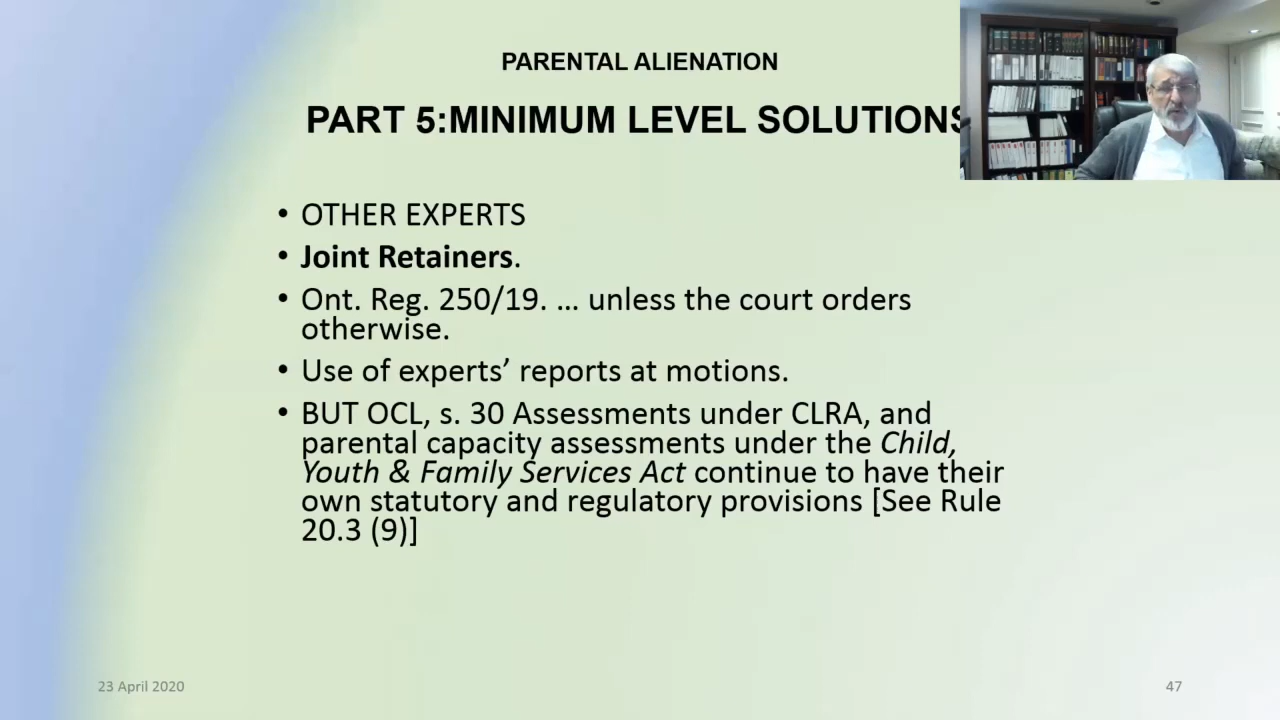 PARENTAL ALIENATION
PART 5:MINIMUM LEVEL SOLUTIONS
• OTHER EXPERTS
• Joint Retainers.
• Ont. Reg. 250/19. … unless the court orders
otherwise.
• Use of experts’ reports at motions.
• BUT OCL, s. 30 Assessments under CLRA, and
parental capacity assessments under the Child,
Youth & Family Services Act continue to have their
own statutory and regulatory provisions [See Rule
20.3 (9)]
23 April 2020
47